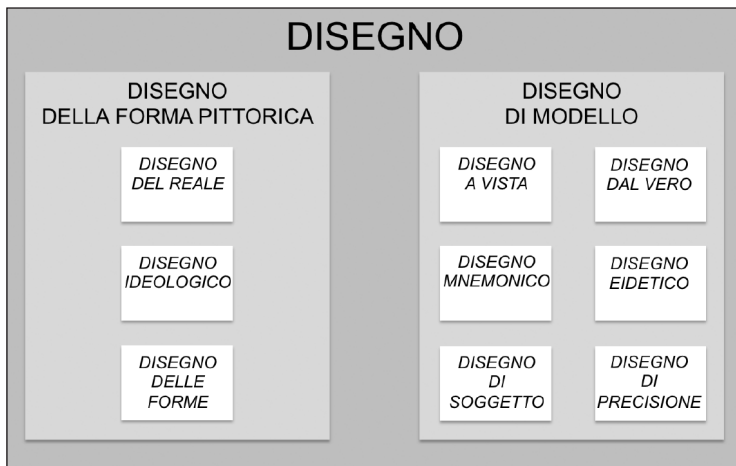 DISEGNO
DISEGNO
DELLA FORMA PITTORICA
DISEGNO
DEL REALE
DISEGNO
IDEOLOGICO
DISEGNO
DELLE
FORME
DISEGNO
DI MODELLO
DISEGNO
A VISTA
DISEGNO
DAL VERO
DISEGNO
MNEMONICO
DISEGNO
EIDETICO
DISEGNO
DI
SOGGETTO
DISEGNO
DI
PRECISIONE